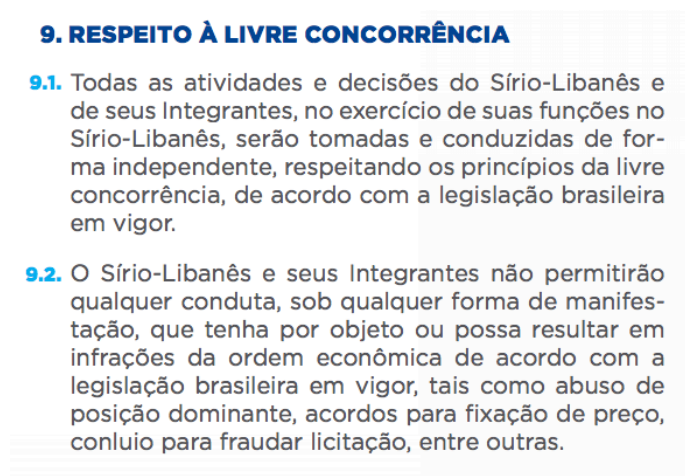 9. RESPEITO À LIVRE CONCORRÊNCIA
9.1. Todas as atividades e decisões do Sírio-Libanês e
de seus Integrantes, no exercício de suas funções no
Sírio-Libanês, serão tomadas e conduzidas de for-
ma independente, respeitando os princípios da livre
concorrência, de acordo com a legislação brasileira
em vigor.
9.2. O Sírio-Libanês e seus Integrantes não permitirão
qualquer conduta, sob qualquer forma de manifes-
tação, que tenha por objeto ou possa resultar em
infrações da ordem econômica de acordo com a
legislação brasileira em vigor, tais como abuso de
posição dominante, acordos para fixação de preço,
conluio para fraudar licitação, entre outras.